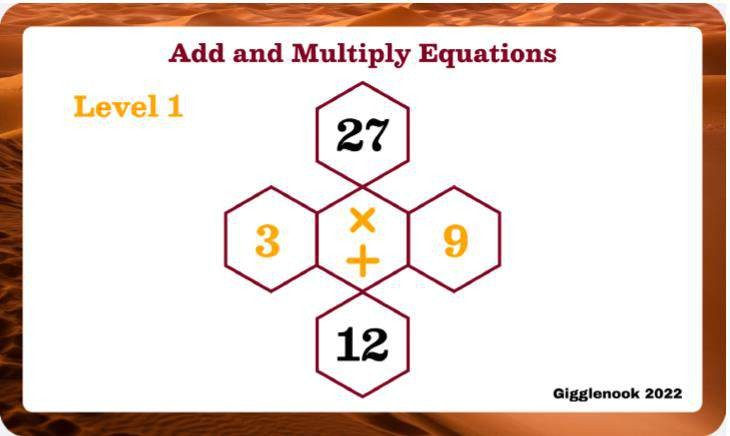 Add and Multiply Equations
Level 1
27
3 × 9
+
12
Gigglenook 2022